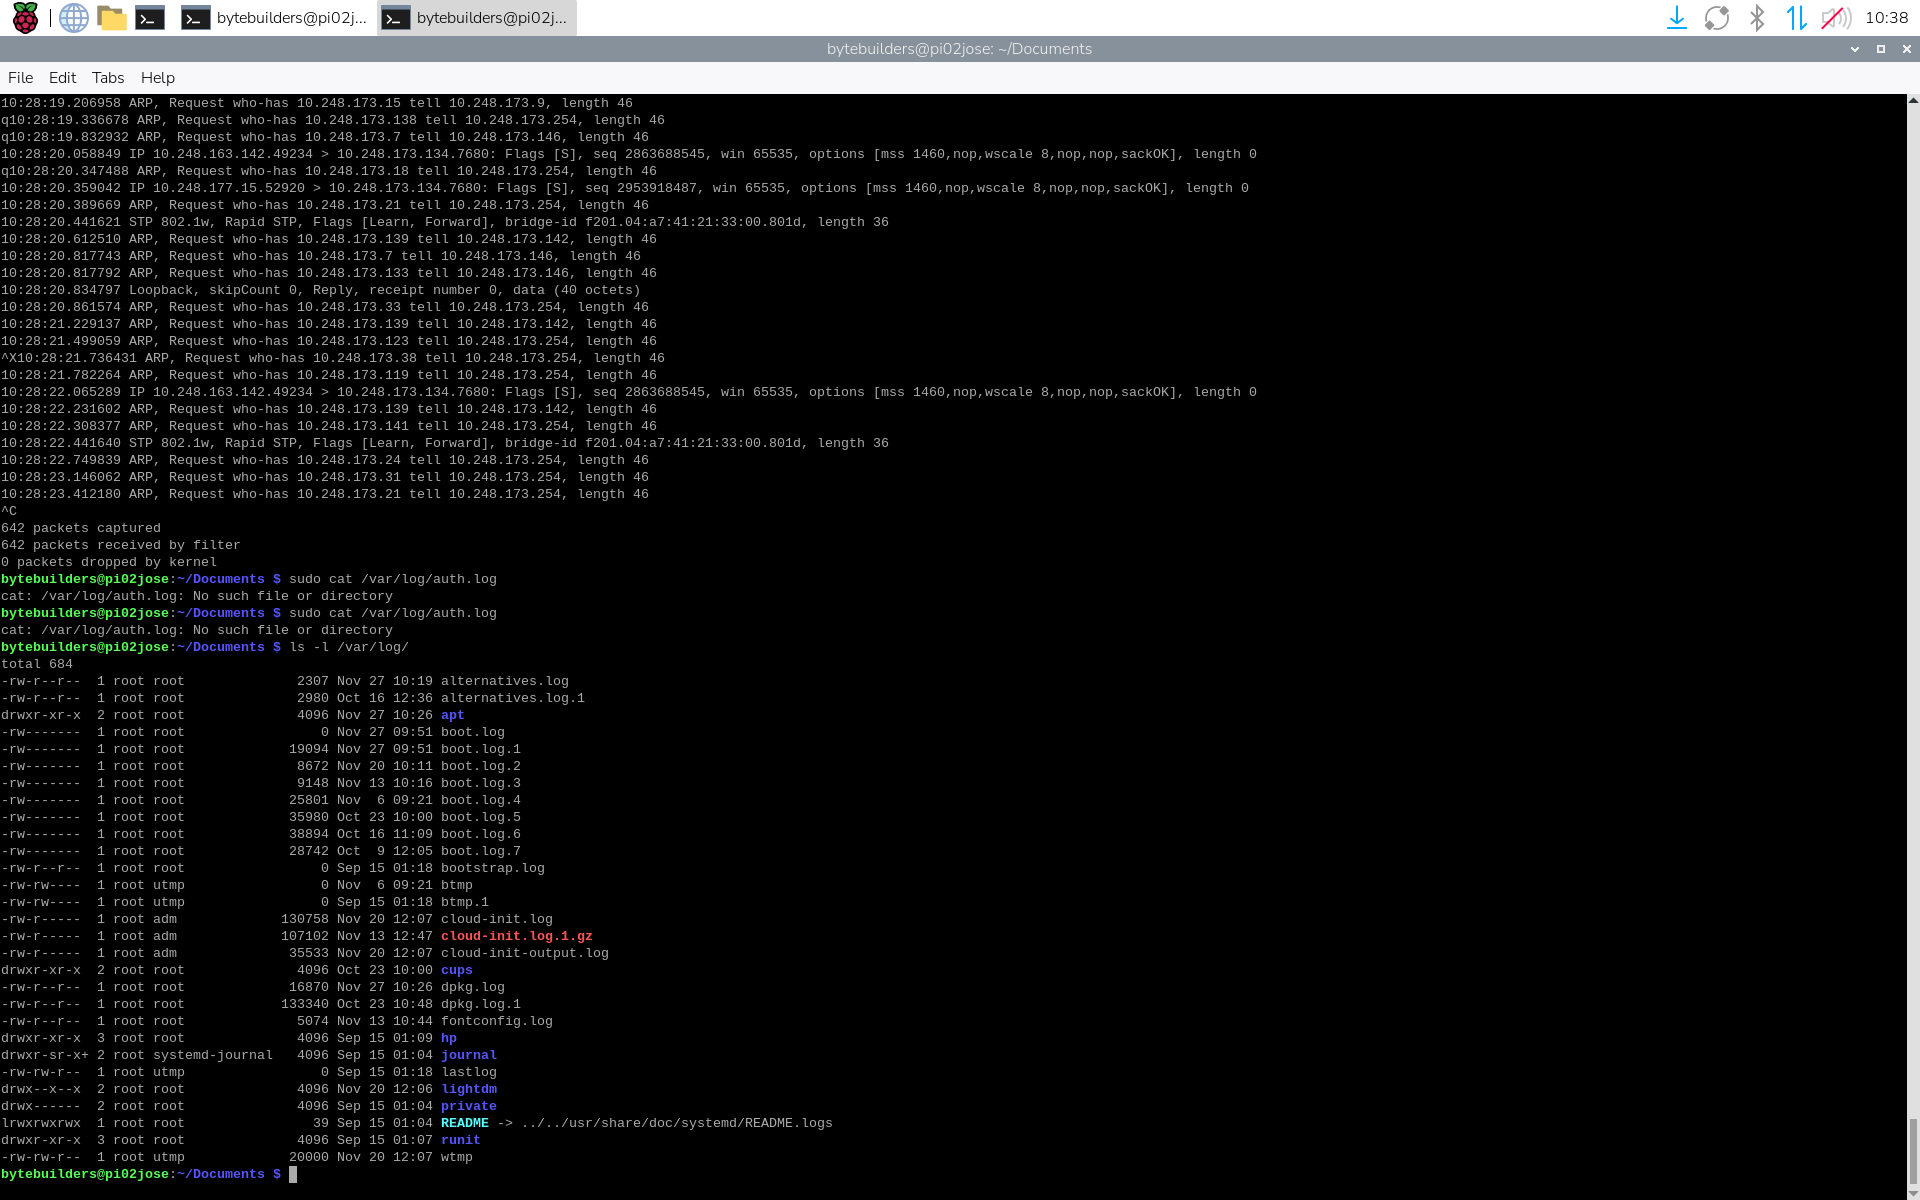 bytebuilders@pi02j...
bytebuilders@pi02j...
10:38
bytebuilders@pi02jose: ~/Documents
File Edit Tabs Help
10:28:19.206958 ARP, Request who-has 10.248.173.15 tell 10.248.173.9, length 46
q10:28:19.336678 ARP, Request who-has 10.248.173.138 tell 10.248.173.254, length 46
q10:28:19.832932 ARP, Request who-has 10.248.173.7 tell 10.248.173.146, length 46
10:28:20.058849 IP 10.248.163.142.49234 > 10.248.173.134.7680: Flags [S], seq 2863688545, win 65535, options [mss 1460,nop,wscale 8,nop,nop,sackOK], length 0
q10:28:20.347488 ARP, Request who-has 10.248.173.18 tell 10.248.173.254, length 46
10:28:20.359042 IP 10.248.177.15.52920 > 10.248.173.134.7680: Flags [S], seq 2953918487, win 65535, options [mss 1460,nop,wscale 8,nop,nop,sackOK], length 0
10:28:20.389669 ARP, Request who-has 10.248.173.21 tell 10.248.173.254, length 46
10:28:20.441621 STP 802.1w, Rapid STP, Flags [Learn, Forward], bridge-id f201.04:a7:41:21:33:00.801d, length 36
10:28:20.612510 ARP, Request who-has 10.248.173.139 tell 10.248.173.142, length 46
10:28:20.817743 ARP, Request who-has 10.248.173.7 tell 10.248.173.146, length 46
10:28:20.817792 ARP, Request who-has 10.248.173.133 tell 10.248.173.146, length 46
10:28:20.834797 Loopback, skipCount 0, Reply, receipt number 0, data (40 octets)
10:28:20.861574 ARP, Request who-has 10.248.173.33 tell 10.248.173.254, length 46
10:28:21.229137 ARP, Request who-has 10.248.173.139 tell 10.248.173.142, length 46
10:28:21.499059 ARP, Request who-has 10.248.173.123 tell 10.248.173.254, length 46
^X10:28:21.736431 ARP, Request who-has 10.248.173.38 tell 10.248.173.254, length 46
10:28:21.782264 ARP, Request who-has 10.248.173.119 tell 10.248.173.254, length 46
10:28:22.065289 IP 10.248.163.142.49234 > 10.248.173.134.7680: Flags [S], seq 2863688545, win 65535, options [mss 1460,nop,wscale 8,nop,nop,sackOK], length 0
10:28:22.231602 ARP, Request who-has 10.248.173.139 tell 10.248.173.142, length 46
10:28:22.308377 ARP, Request who-has 10.248.173.141 tell 10.248.173.254, length 46
10:28:22.441640 STP 802.1w, Rapid STP, Flags [Learn, Forward], bridge-id f201.04:a7:41:21:33:00.801d, length 36
10:28:22.749839 ARP, Request who-has 10.248.173.24 tell 10.248.173.254, length 46
10:28:23.146062 ARP, Request who-has 10.248.173.31 tell 10.248.173.254, length 46
10:28:23.412180 ARP, Request who-has 10.248.173.21 tell 10.248.173.254, length 46
^C
642 packets captured
642 packets received by filter
0 packets dropped by kernel
bytebuilders@pi02jose:~/Documents $ sudo cat /var/log/auth.log
cat: /var/log/auth.log: No such file or directory
bytebuilders@pi02jose:~/Documents $ sudo cat /var/log/auth.log
cat: /var/log/auth.log: No such file or directory
bytebuilders@pi02jose:~/Documents $ ls -l /var/log/
total 684
-rw-r--r--  1 root root              2307 Nov 27 10:19 alternatives.log
-rw-r--r--  1 root root              2980 Oct 16 12:36 alternatives.log.1
drwxr-xr-x  2 root root              4096 Nov 27 10:26 apt
-rw-------  1 root root                 0 Nov 27 09:51 boot.log
-rw-------  1 root root             19094 Nov 27 09:51 boot.log.1
-rw-------  1 root root              8672 Nov 20 10:11 boot.log.2
-rw-------  1 root root              9148 Nov 13 10:16 boot.log.3
-rw-------  1 root root             25801 Nov  6 09:21 boot.log.4
-rw-------  1 root root             35980 Oct 23 10:00 boot.log.5
-rw-------  1 root root             38894 Oct 16 11:09 boot.log.6
-rw-------  1 root root             28742 Oct  9 12:05 boot.log.7
-rw-r--r--  1 root root                 0 Sep 15 01:18 bootstrap.log
-rw-rw----  1 root utmp                 0 Nov  6 09:21 btmp
-rw-rw----  1 root utmp                 0 Sep 15 01:18 btmp.1
-rw-r-----  1 root adm             130758 Nov 20 12:07 cloud-init.log
-rw-r-----  1 root adm             107102 Nov 13 12:47 cloud-init.log.1.gz
-rw-r-----  1 root adm              35533 Nov 20 12:07 cloud-init-output.log
drwxr-xr-x  2 root root              4096 Oct 23 10:00 cups
-rw-r--r--  1 root root             16870 Nov 27 10:26 dpkg.log
-rw-r--r--  1 root root            133340 Oct 23 10:48 dpkg.log.1
-rw-r--r--  1 root root              5074 Nov 13 10:44 fontconfig.log
drwxr-xr-x  3 root root              4096 Sep 15 01:09 hp
drwxr-sr-x+ 2 root systemd-journal   4096 Sep 15 01:04 journal
-rw-rw-r--  1 root utmp                 0 Sep 15 01:18 lastlog
drwx--x--x  2 root root              4096 Nov 20 12:06 lightdm
drwx------  2 root root              4096 Sep 15 01:04 private
lrwxrwxrwx  1 root root                39 Sep 15 01:04 README -> ../../usr/share/doc/systemd/README.logs
drwxr-xr-x  3 root root              4096 Sep 15 01:07 runit
-rw-rw-r--  1 root utmp             20000 Nov 20 12:07 wtmp
bytebuilders@pi02jose:~/Documents $